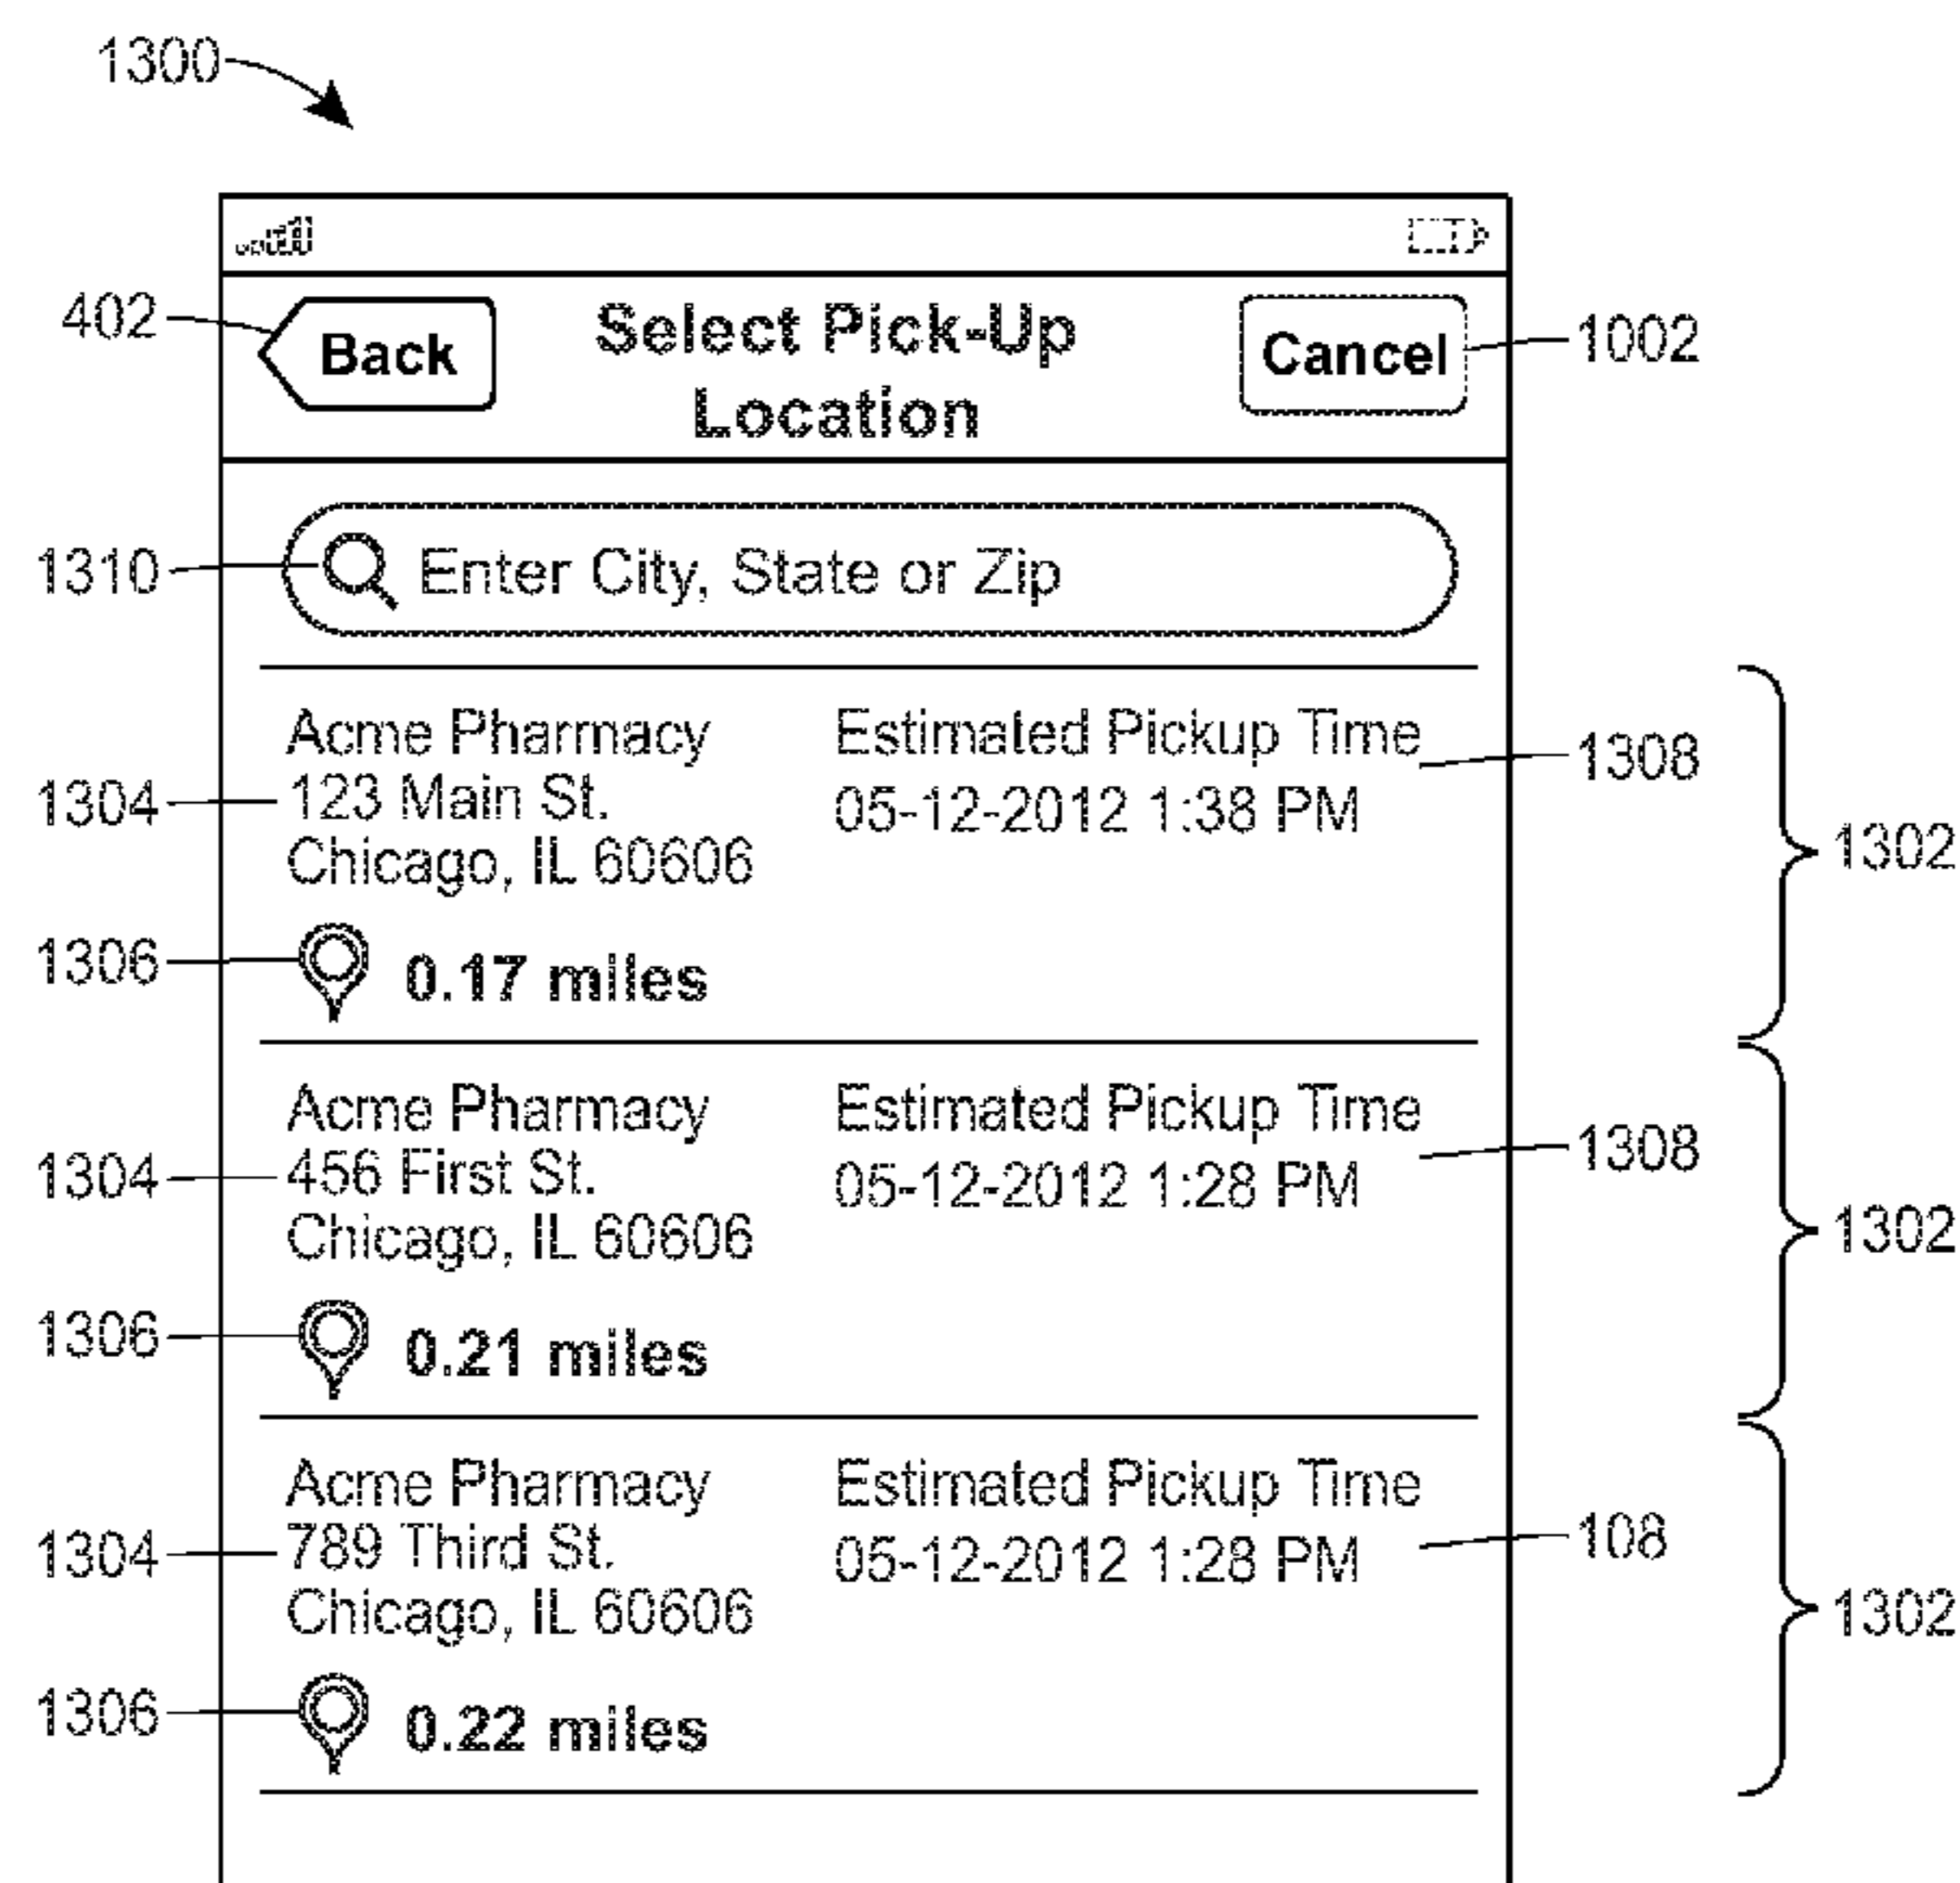 1300
402
Back
Select Pick-Up
Location
Cancel
1002
1310
Enter City, State or Zip
Acme Pharmacy
123 Main St.
Chicago, IL 60606
1304
Estimated Pickup Time
05-12-2012 1:38 PM
1308
1302
1306
0.17 miles
Acme Pharmacy
456 First St.
Chicago, IL 60606
1304
Estimated Pickup Time
05-12-2012 1:28 PM
1308
1302
1306
0.21 miles
Acme Pharmacy
789 Third St.
Chicago, IL 60606
1304
Estimated Pickup Time
05-12-2012 1:28 PM
108
1302
1306
0.22 miles